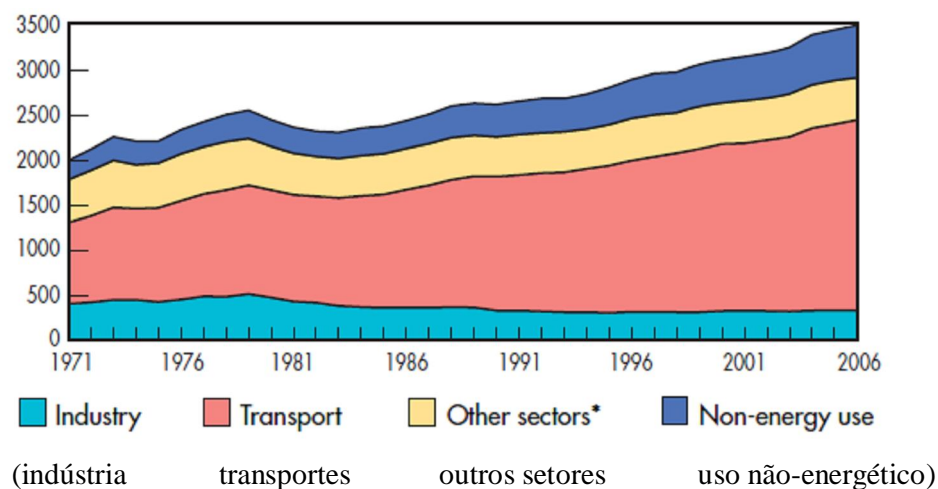 3500
3000
2500
2000
1500
1000
500
0
1971 1976 1981 1986 1991 1996 2001 2006
Industry Transport Other sectors* Non-energy use
(indústria transportes outros setores uso não-energético)